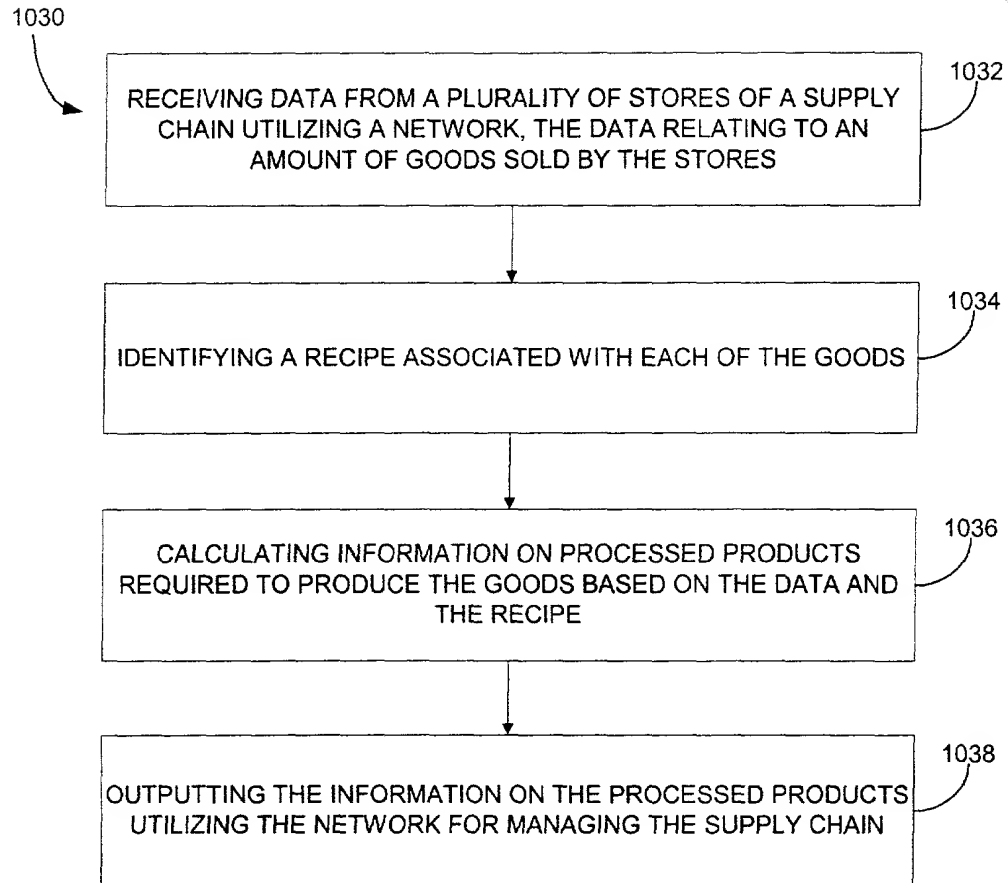 1030
1032
RECEIVING DATA FROM A PLURALITY OF STORES OF A SUPPLY
CHAIN UTILIZING A NETWORK, THE DATA RELATING TO AN
AMOUNT OF GOODS SOLD BY THE STORES
1034
IDENTIFYING A RECIPE ASSOCIATED WITH EACH OF THE GOODS
1036
CALCULATING INFORMATION ON PROCESSED PRODUCTS
REQUIRED TO PRODUCE THE GOODS BASED ON THE DATA AND
THE RECIPE
1038
OUTPUTTING THE INFORMATION ON THE PROCESSED PRODUCTS
UTILIZING THE NETWORK FOR MANAGING THE SUPPLY CHAIN